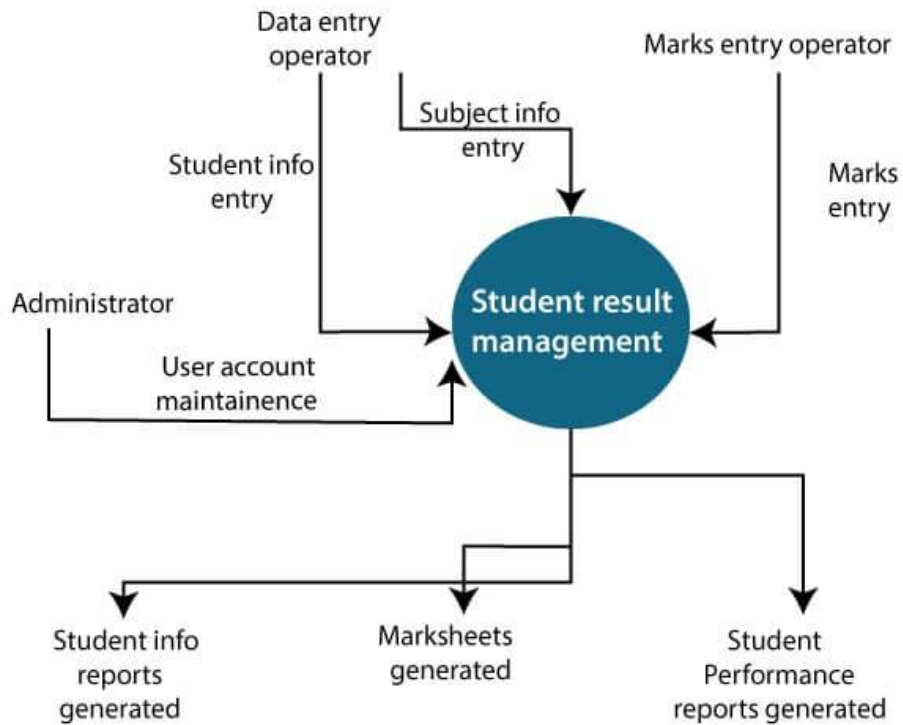 Data entry
operator
Marks entry operator
Subject info
entry
Student info
entry
Marks
entry
Administrator
Student result
management
User account
maintainence
Student info
reports
generated
Marksheets
generated
Student
Performance
reports generated